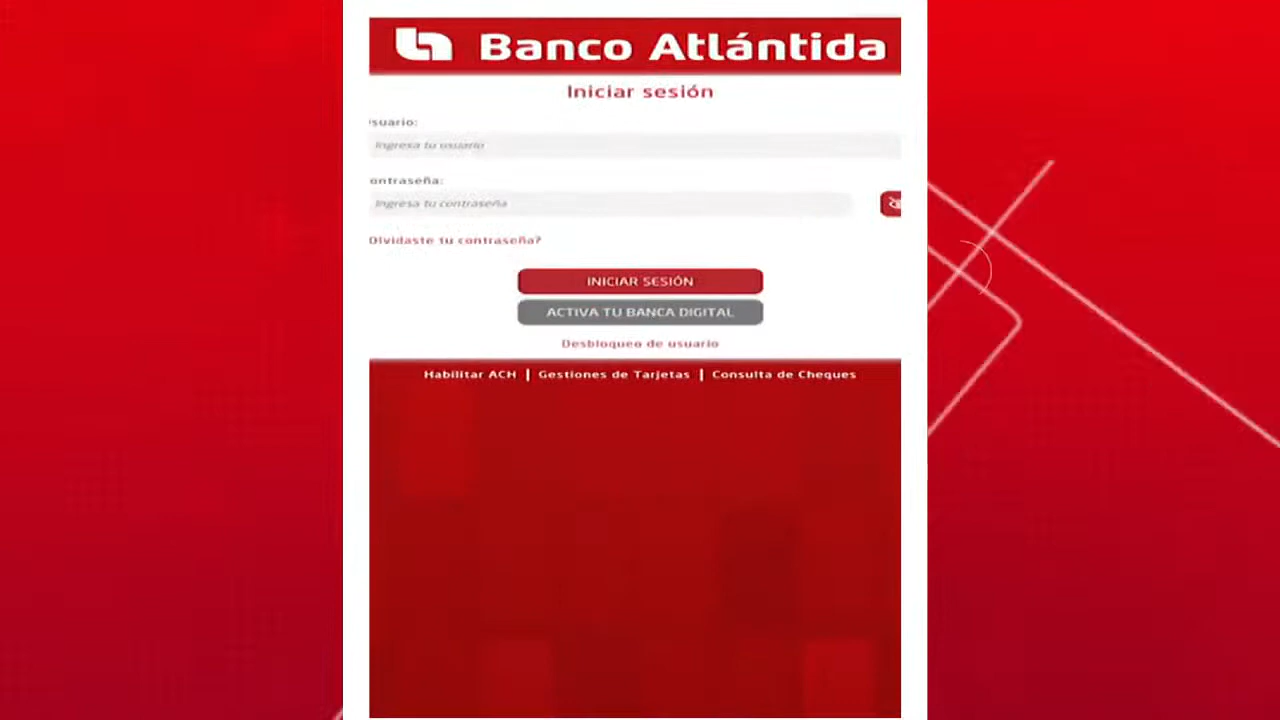 Banco Atlántida
Iniciar sesión
suario:
Ingresa tu usuario
ontraseña:
Ingresa tu contraseña
Olvidaste tu contraseña?
INICIAR SESIÓN
ACTIVA TU BANCA DIGITAL
Desbloqueo de usuario
Habilitar ACH | Gestiones de Tarjetas | Consulta de Cheques